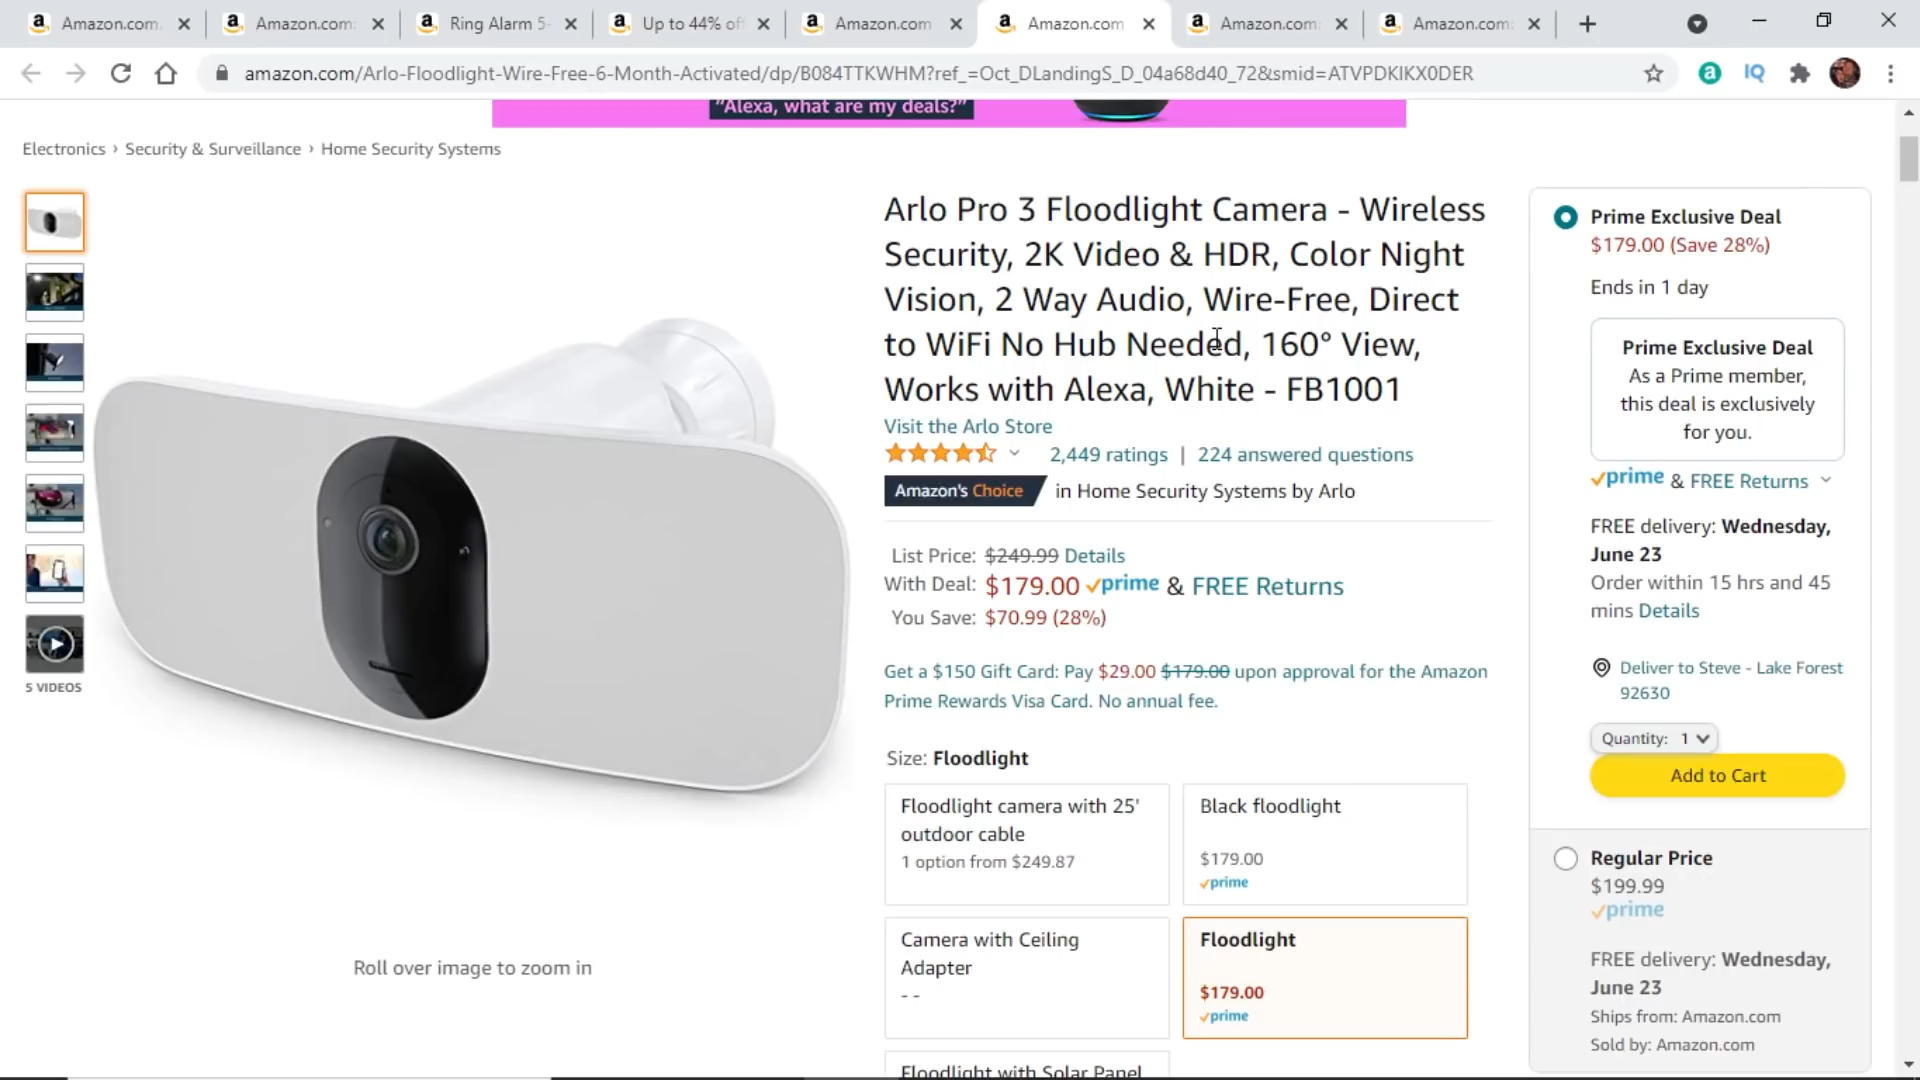 Amazon.com
Amazon.com:
Ring Alarm 5-
Up to 44% off
Amazon.com
Amazon.com
Amazon.com:
Amazon.com:
amazon.com/Arlo-Floodlight-Wire-Free-6-Month-Activated/dp/B084TTKWHM?ref_=Oct_DLandingS_D_04a68d40_72&smid=ATVPDKIKX0DER
IQ
"Alexa, what are my deals?"
Electronics › Security & Surveillance › Home Security Systems
Arlo Pro 3 Floodlight Camera - Wireless
Security, 2K Video & HDR, Color Night
Vision, 2 Way Audio, Wire-Free, Direct
to WiFi No Hub Needed, 160° View,
Works with Alexa, White - FB1001
Visit the Arlo Store
2,449 ratings | 224 answered questions
Amazon's Choice in Home Security Systems by Arlo
List Price: $249.99 Details
With Deal: $179.00 prime & FREE Returns
You Save: $70.99 (28%)
Get a $150 Gift Card: Pay $29.00 $179.00 upon approval for the Amazon
Prime Rewards Visa Card. No annual fee.
Size: Floodlight
Floodlight camera with 25'
outdoor cable
1 option from $249.87
Black floodlight
$179.00
prime
Camera with Ceiling
Adapter
- -
Floodlight
$179.00
prime
Floodlight with Solar Panel
5 VIDEOS
Roll over image to zoom in
Prime Exclusive Deal
$179.00 (Save 28%)
Ends in 1 day
Prime Exclusive Deal
As a Prime member,
this deal is exclusively
for you.
prime & FREE Returns
FREE delivery: Wednesday,
June 23
Order within 15 hrs and 45
mins Details
Deliver to Steve - Lake Forest
92630
Quantity: 1
Add to Cart
Regular Price
$199.99
prime
FREE delivery: Wednesday,
June 23
Ships from: Amazon.com
Sold by: Amazon.com